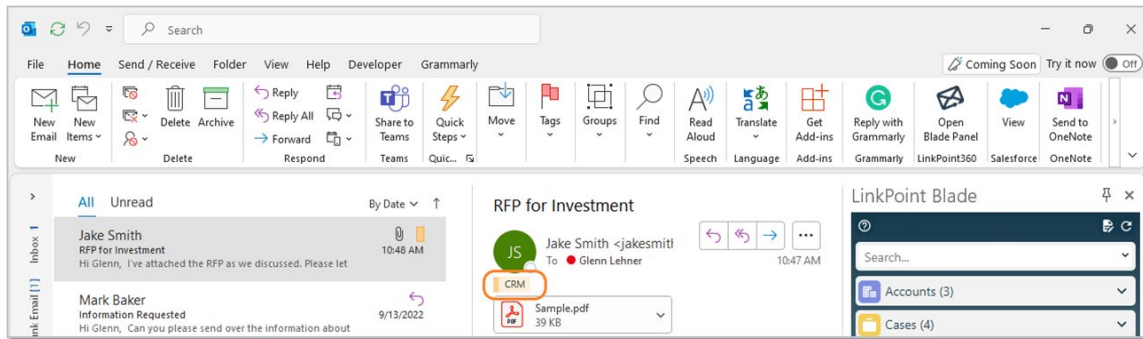 Search
File Home Send / Receive Folder View Help Developer Grammarly Coming Soon Try it now Off
New Email
New Items
Delete
Archive
Reply
Reply All
Forward
Share to Teams
Quick Steps
Move
Tags
Groups
Find
Read Aloud
Translate
Get Add-ins
Reply with Grammarly
Open Blade Panel
View
Send to OneNote
New Delete Respond Teams Quic... Speech Language Add-ins Grammarly LinkPoint360 Salesforce OneNote
Inbox 1
nk Email [1]
All Unread By Date
Jake Smith
RFP for Investment 10:48 AM
Hi Glenn, I've attached the RFP as we discussed. Please let
Mark Baker
Information Requested 9/13/2022
Hi Glenn, Can you please send over the information about
RFP for Investment
JS
Jake Smith <jakesmit
To Glenn Lehner 10:47 AM
CRM
PDF
Sample.pdf
39 KB
LinkPoint Blade
Search...
Accounts (3)
Cases (4)